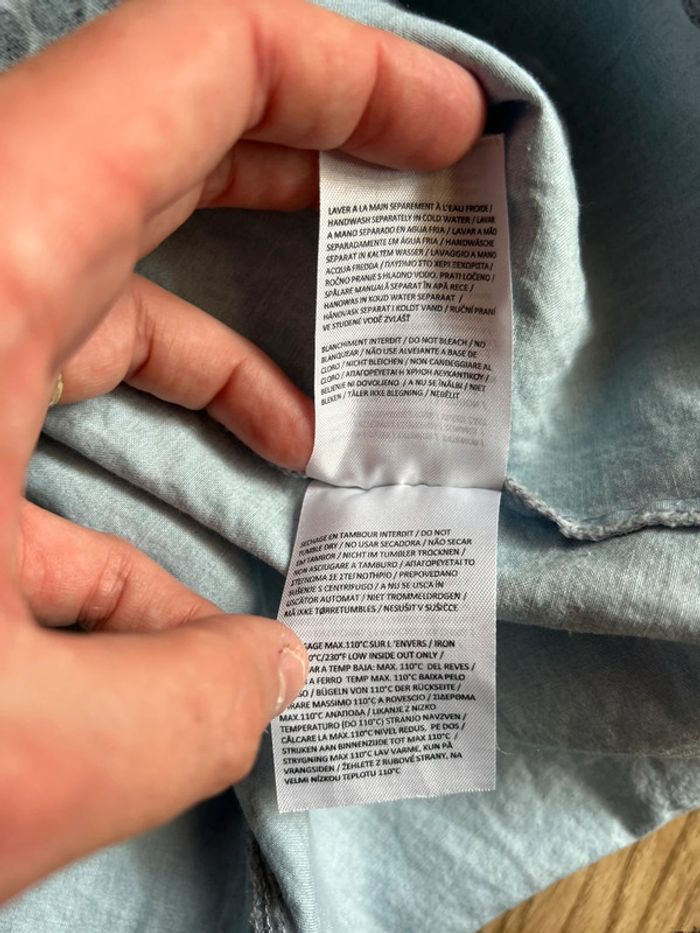 LAVER A LA MAIN SEPAREMENT À L'EAU FROIDE /
HANDWASH SEPARATELY IN COLD WATER / LAVAR
A MANO SEPARADO EN AGUA FRIA / LAVAR A MÃO
SEPARADAMENTE EM ÁGUA FRIA / HANDWÄSCHE
SEPARAT IN KALTEM WASSER / LAVAGGIO A MANO
ACQUA FREDDA / ΠΛΥΣΙΜΟ ΣΤΟ ΧΕΡΙ ΞΕΧΩΡΙΣΤΑ /
ROČNO PRANJE S HLADNO VODO. PRATI LOČENO /
SPĂLARE MANUALĂ SEPARAT ÎN APĂ RECE /
HANDWAS IN KOUD WATER SEPARAAT /
HÅNDVASK SEPARAT I KOLDT VAND / RUČNÍ PRANÍ
VE STUDENÉ VODĚ ZVLÁŠŤ
BLANCHIMENT INTERDIT / DO NOT BLEACH / NO
BLANQUEAR / NÃO USE ALVEJANTE A BASE DE
CLORO / NICHT BLEICHEN / NON CANDEGGIARE AL
CLORO / ΑΠΑΓΟΡΕΥΕΤΑΙ Η ΧΡΗΣΗ ΛΕΥΚΑΝΤΙΚΟΥ /
BELJENJE NI DOVOLJENO / A NU SE ÎNĂLBI / NIET
BLEKEN / TÅLER IKKE BLEGNING / NEBĚLIT
SECHAGE EN TAMBOUR INTERDIT / DO NOT
TUMBLE DRY / NO USAR SECADORA / NÃO SECAR
EM TAMBOR / NICHT IM TUMBLER TROCKNEN /
NON ASCIUGARE A TAMBURO / ΑΠΑΓΟΡΕΥΕΤΑΙ ΤΟ
ΣΤΕΓΝΩΜΑ ΣΕ ΣΤΕΓΝΩΤΗΡΙΟ / PREPOVEDANO
SUŠENJE S CENTRIFUGO / A NU SE USCA ÎN
USCĂTOR AUTOMAT / NIET TROMMELDROGEN /
MÅ IKKE TØRRETUMBLES / NESUŠIT V SUŠIČCE
SAGE MAX.110°C SUR L'ENVERS / IRON
0°C/230°F LOW INSIDE OUT ONLY /
AR A TEMP BAJA: MAX. 110°C DEL REVES /
A FERRO TEMP MAX. 110°C BAIXA PELO
SO / BÜGELN VON 110°C DER RÜCKSEITE /
RARE MASSIMO 110°C A ROVESCIO / ΣΙΔΕΡΩΜΑ
MAX.110°C ΑΝΑΠΟΔΑ / LIKANJE Z NIZKO
TEMPERATURO (DO 110°C) STRANJO NAVZVEN /
CĂLCARE LA MAX.110°C NIVEL REDUS, PE DOS /
STRIJKEN AAN BINNENZIJDE TOT MAX 110°C /
STRYGNING MAX 110°C LAV VARME, KUN PÅ
VRANGSIDEN / ŽEHLETE Z RUBOVÉ STRANY, NA
VELMI NÍZKOU TEPLOTU 110°C